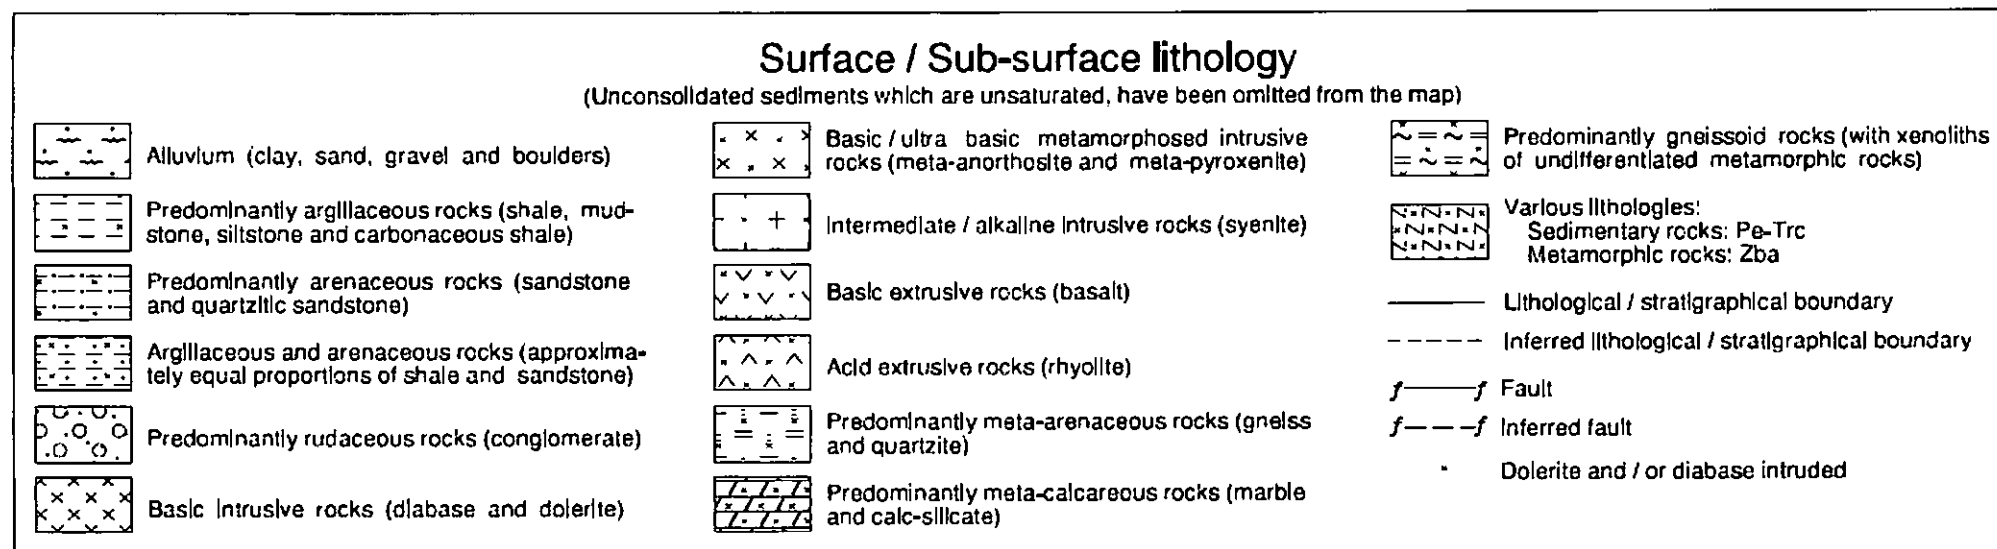 Surface / Sub-surface lithology
(Unconsolidated sediments which are unsaturated, have been omitted from the map)
Alluvium (clay, sand, gravel and boulders)
Predominantly argillaceous rocks (shale, mud-
stone, siltstone and carbonaceous shale)
Predominantly arenaceous rocks (sandstone
and quartzitic sandstone)
Argillaceous and arenaceous rocks (approxima-
tely equal proportions of shale and sandstone)
Predominantly rudaceous rocks (conglomerate)
Basic intrusive rocks (diabase and dolerite)
Basic / ultra basic metamorphosed intrusive
rocks (meta-anorthosite and meta-pyroxenite)
Intermediate / alkaline intrusive rocks (syenite)
Basic extrusive rocks (basalt)
Acid extrusive rocks (rhyolite)
Predominantly meta-arenaceous rocks (gneiss
and quartzite)
Predominantly meta-calcareous rocks (marble
and calc-silicate)
Predominantly gneissoid rocks (with xenoliths
of undifferentiated metamorphic rocks)
Various lithologies:
Sedimentary rocks: Pe-Trc
Metamorphic rocks: Zba
Lithological / stratigraphical boundary
Inferred lithological / stratigraphical boundary
f f Fault
f f Inferred fault
Dolerite and / or diabase intruded